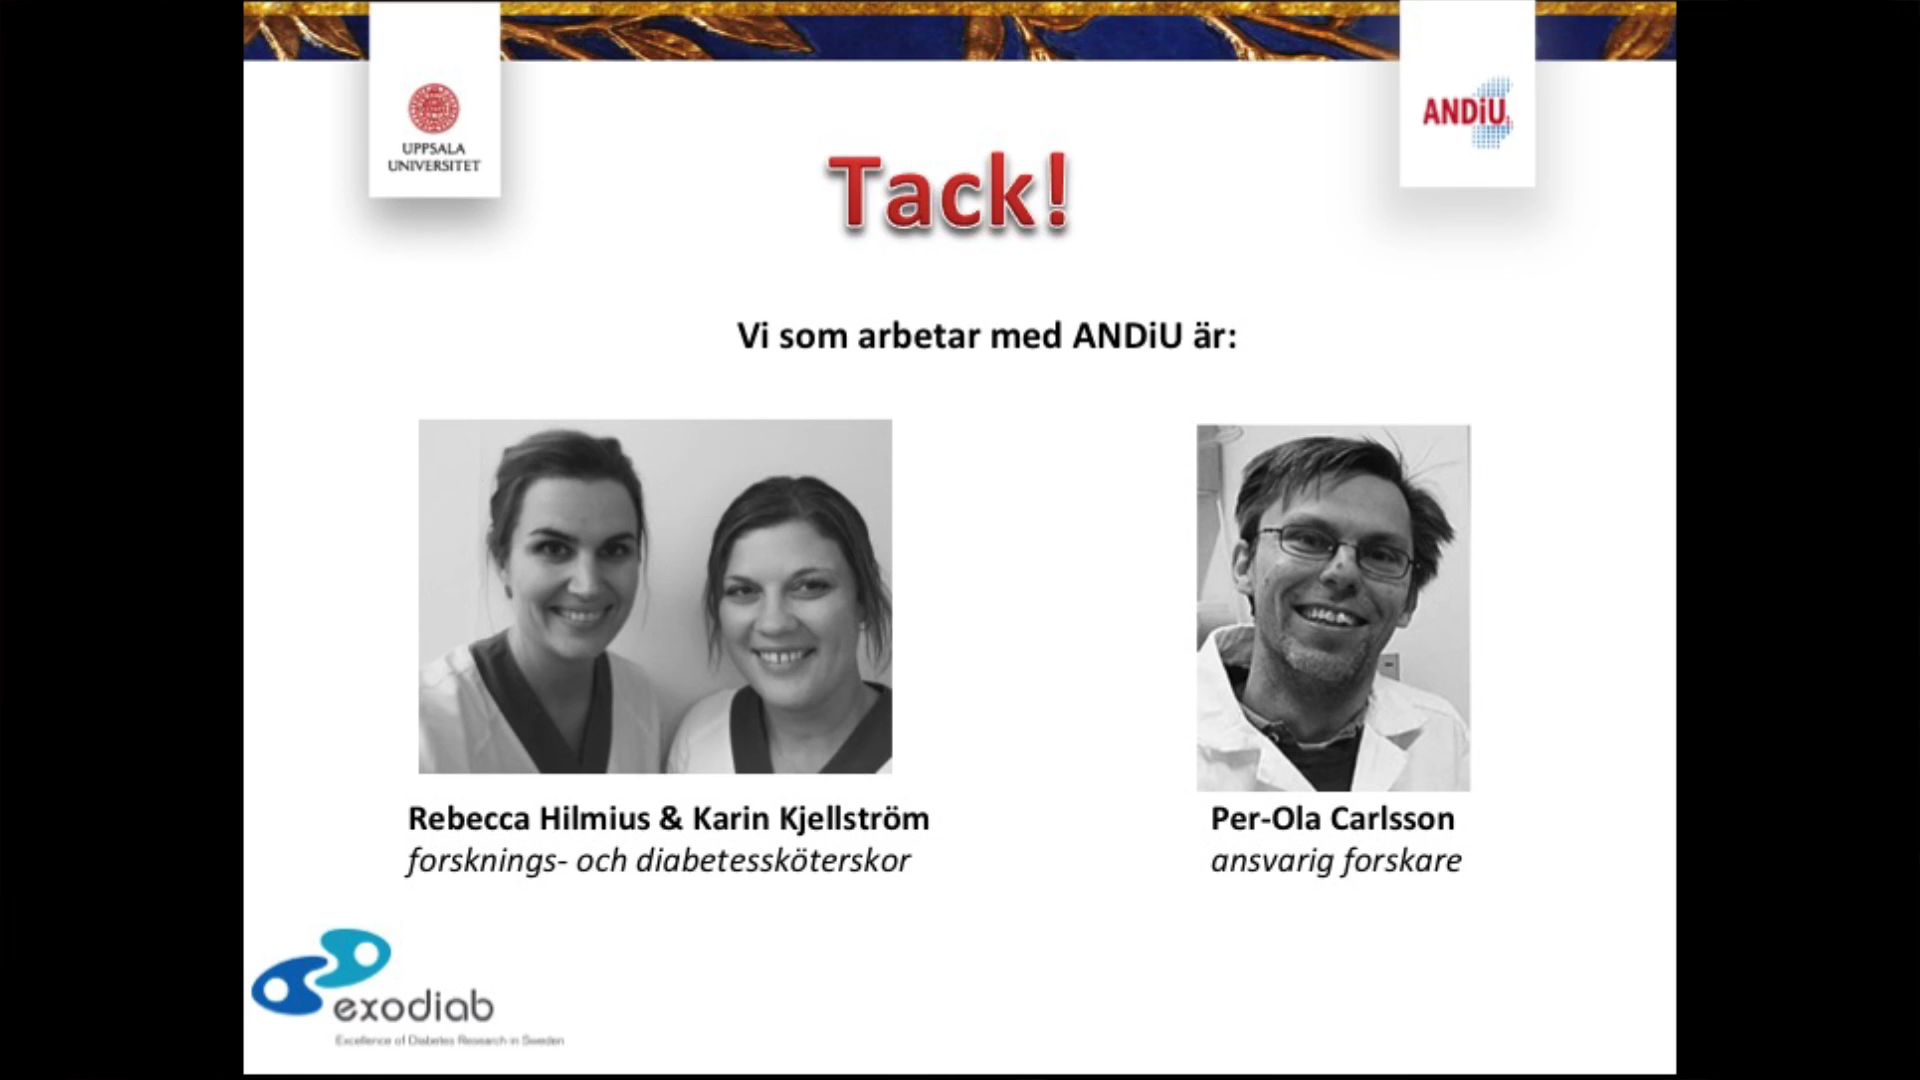 UPPSALA
UNIVERSITET
ANDiU
Tack!
Vi som arbetar med ANDiU är:
Rebecca Hilmius & Karin Kjellström
forsknings- och diabetessköterskor
Per-Ola Carlsson
ansvarig forskare
exodiab
Excellence of Diabetes Research in Sweden